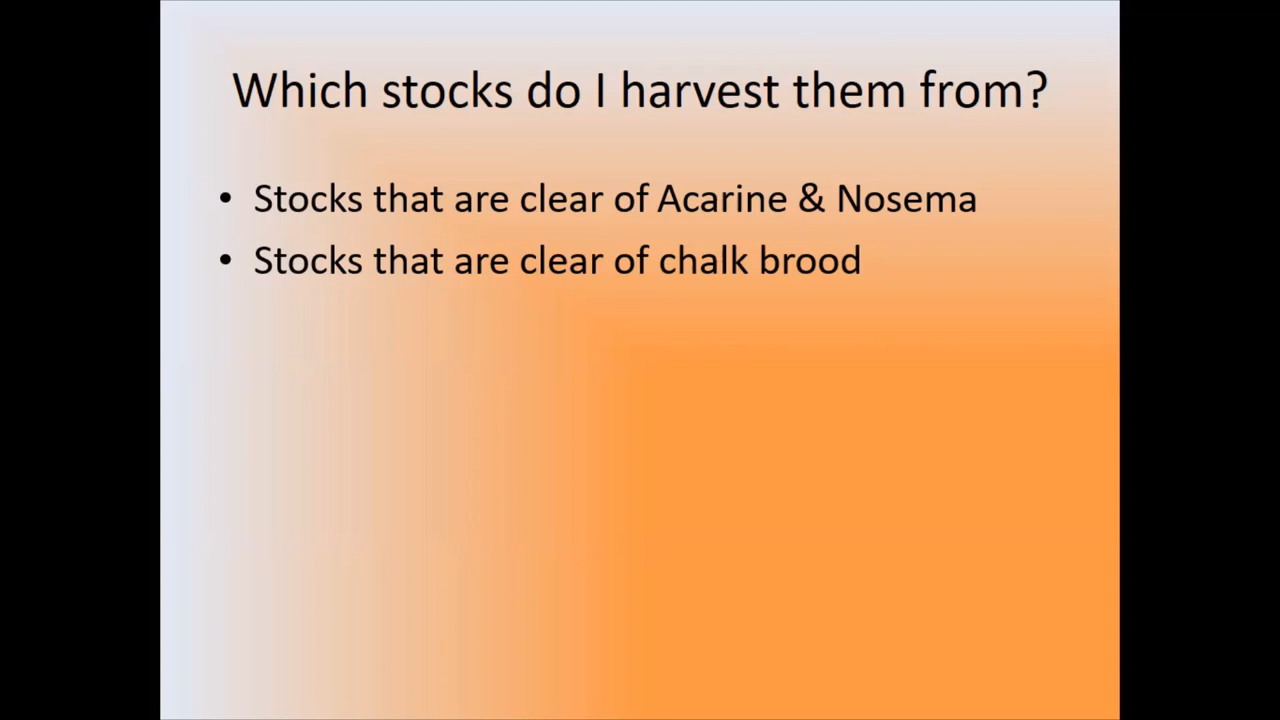 Which stocks do I harvest them from?
• Stocks that are clear of Acarine & Nosema
• Stocks that are clear of chalk brood